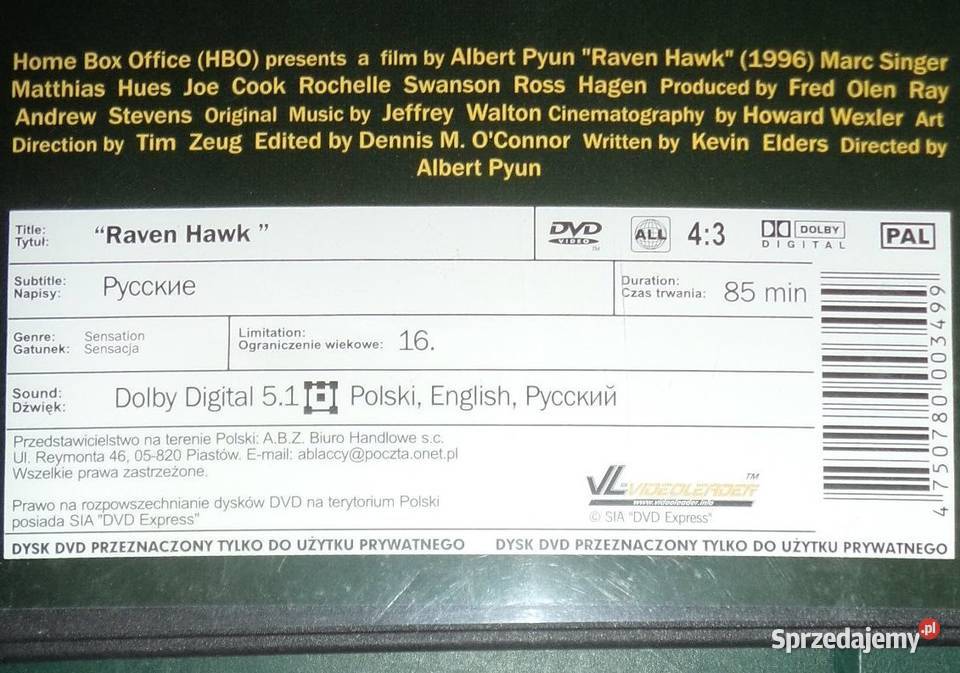 Home Box Office (HBO) presents a film by Albert Pyun "Raven Hawk" (1996) Marc Singer
Matthias Hues Joe Cook Rochelle Swanson Ross Hagen Produced by Fred Olen Ray
Andrew Stevens Original Music by Jeffrey Walton Cinematography by Howard Wexler Art
Direction by Tim Zeug Edited by Dennis M. O'Connor Written by Kevin Elders Directed by
Albert Pyun
Title:
Tytuł:
“Raven Hawk ”
DVD
VIDEO
TM
ALL
4:3
DOLBY
DIGITAL
PAL
Subtitle:
Napisy:
Русские
Duration:
Czas trwania:
85 min
Genre:
Gatunek:
Sensation
Sensacja
Limitation:
Ograniczenie wiekowe:
16.
Sound:
Dźwięk:
Dolby Digital 5.1 Polski, English, Русский
Przedstawicielstwo na terenie Polski: A.B.Z. Biuro Handlowe s.c.
Ul. Reymonta 46, 05-820 Piastów. E-mail: ablaccy@poczta.onet.pl
Wszelkie prawa zastrzeżone.
Prawo na rozpowszechnianie dysków DVD na terytorium Polski
posiada SIA "DVD Express"
VL VIDEOLEADER TM
www.videoleader.info
© SIA "DVD Express"
4 750780 003499
DYSK DVD PRZEZNACZONY TYLKO DO UŻYTKU PRYWATNEGO DYSK DVD PRZEZNACZONY TYLKO DO UŻYTKU PRYWATNEGO
Sprzedajemy.pl